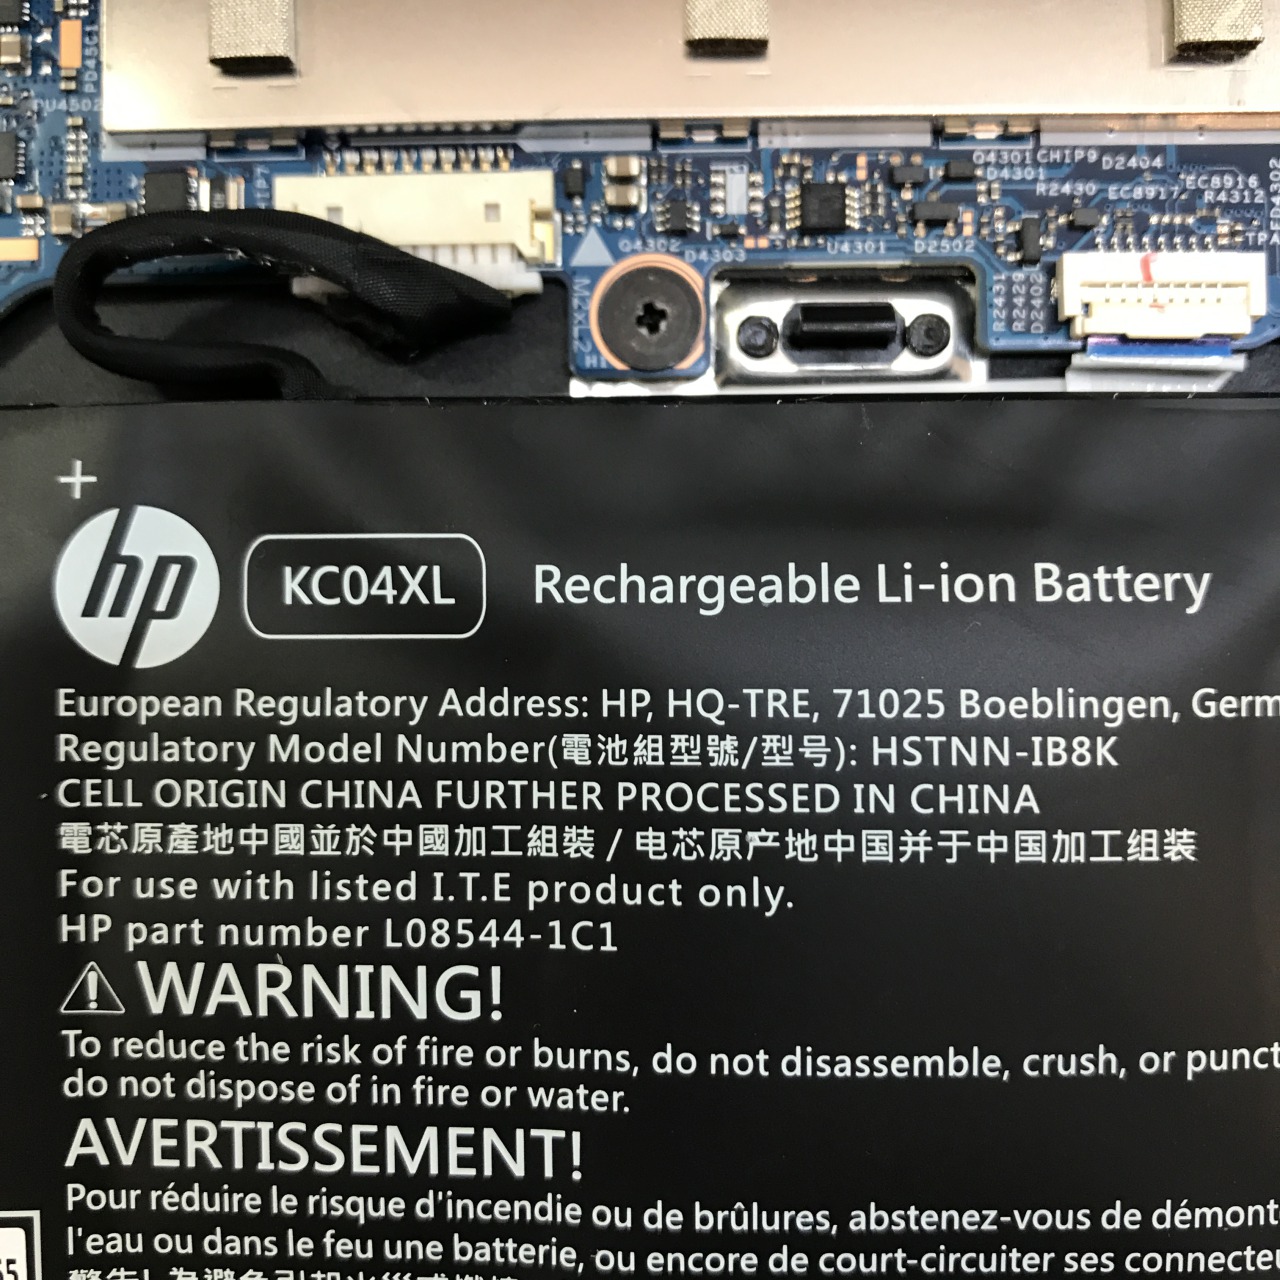 PD45C1
PU4502
Q4301 CHIP9 D2404
D4301
R2430 EC8917 EC8916
R4312
Q4302 D4303 U4301 D2502
M2xL2
H1
R2431
R2429
D2402
+
hp KC04XL Rechargeable Li-ion Battery
European Regulatory Address: HP, HQ-TRE, 71025 Boeblingen, Germ
Regulatory Model Number(電池組型號/型号): HSTNN-IB8K
CELL ORIGIN CHINA FURTHER PROCESSED IN CHINA
電芯原產地中國並於中國加工組裝 / 电芯原产地中国并于中国加工组装
For use with listed I.T.E product only.
HP part number L08544-1C1
WARNING!
To reduce the risk of fire or burns, do not disassemble, crush, or punct
do not dispose of in fire or water.
AVERTISSEMENT!
Pour réduire le risque d'incendie ou de brûlures, abstenez-vous de démont
l'eau ou dans le feu une batterie, ou encore de court-circuiter ses connecte